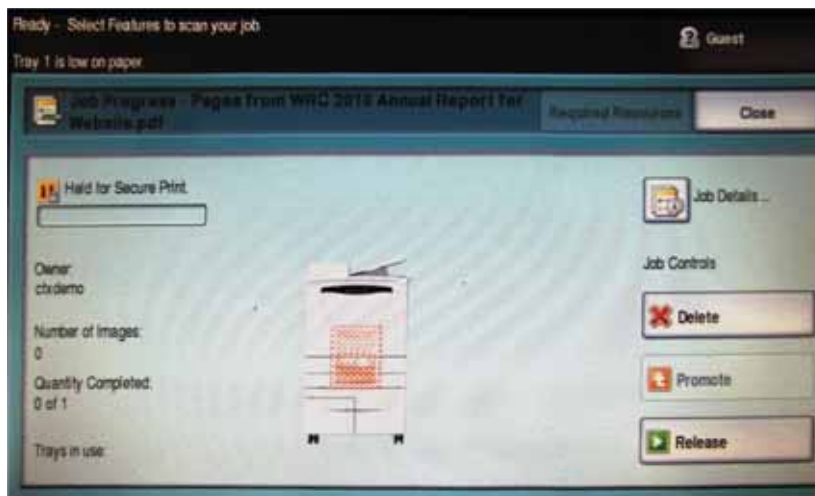 Ready - Select Features to scan your job
Guest
Tray 1 is low on paper.
Job Progress - Pages from WRC 2010 Annual Report for
Website.pdf
Required Resources
Close
Held for Secure Print.
Job Details ...
Owner:
ctxdemo
Job Controls
Delete
Number of Images:
0
Promote
Quantity Completed:
0 of 1
Release
Trays in use: